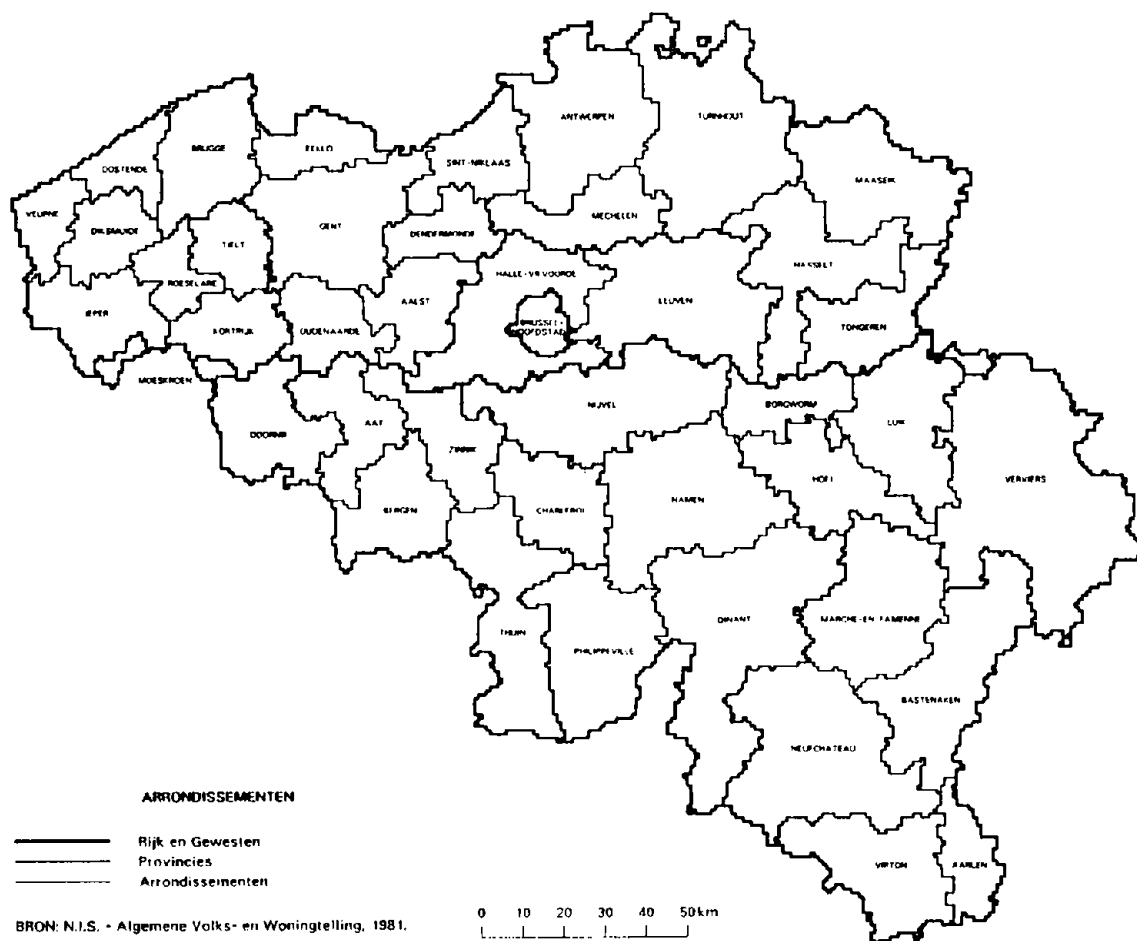 ANTWERPEN
TURNHOUT
BRUGGE
EEKLO
SINT-NIKLAAS
OOSTENDE
MAASEIK
VEURNE
MECHELEN
GENT
DIKSMUIDE
TIELT
DENDERMONDE
HASSELT
HALLE-VILVOORDE
ROESELARE
AALST
LEUVEN
IEPER
KORTRIJK
OUDENAARDE
BRUSSEL-
HOOFDSTAD
TONGEREN
MOESKROEN
NIJVEL
BORGWORM
DOORNIK
AAT
LUIK
ZINNIK
HOEI
VERVIERS
NAMEN
BERGEN
CHARLEROI
DINANT
MARCHE-EN-FAMENNE
THUIN
PHILIPPEVILLE
BASTENAKEN
NEUFCHATEAU
ARRONDISSEMENTEN
Rijk en Gewesten
Provincies
Arrondissementen
VIRTON
AARLEN
BRON: N.I.S. - Algemene Volks- en Woningtelling, 1981.
0 10 20 30 40 50 km